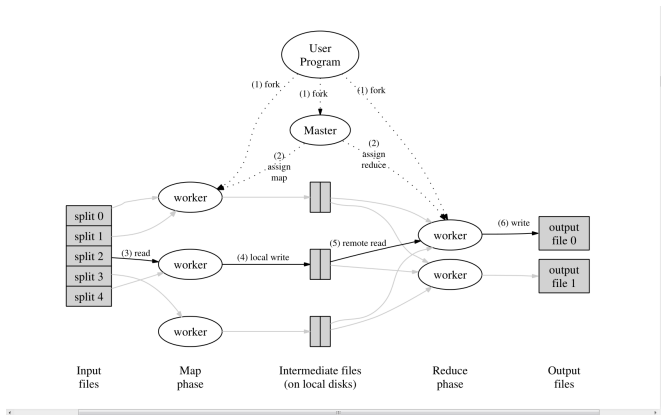 User
Program
(1) fork
(1) fork
(1) fork
Master
(2)
assign
map
(2)
assign
reduce
split 0
split 1
split 2
split 3
split 4
(3) read
worker
worker
worker
(4) local write
(5) remote read
worker
worker
(6) write
output
file 0
output
file 1
Input
files
Map
phase
Intermediate files
(on local disks)
Reduce
phase
Output
files